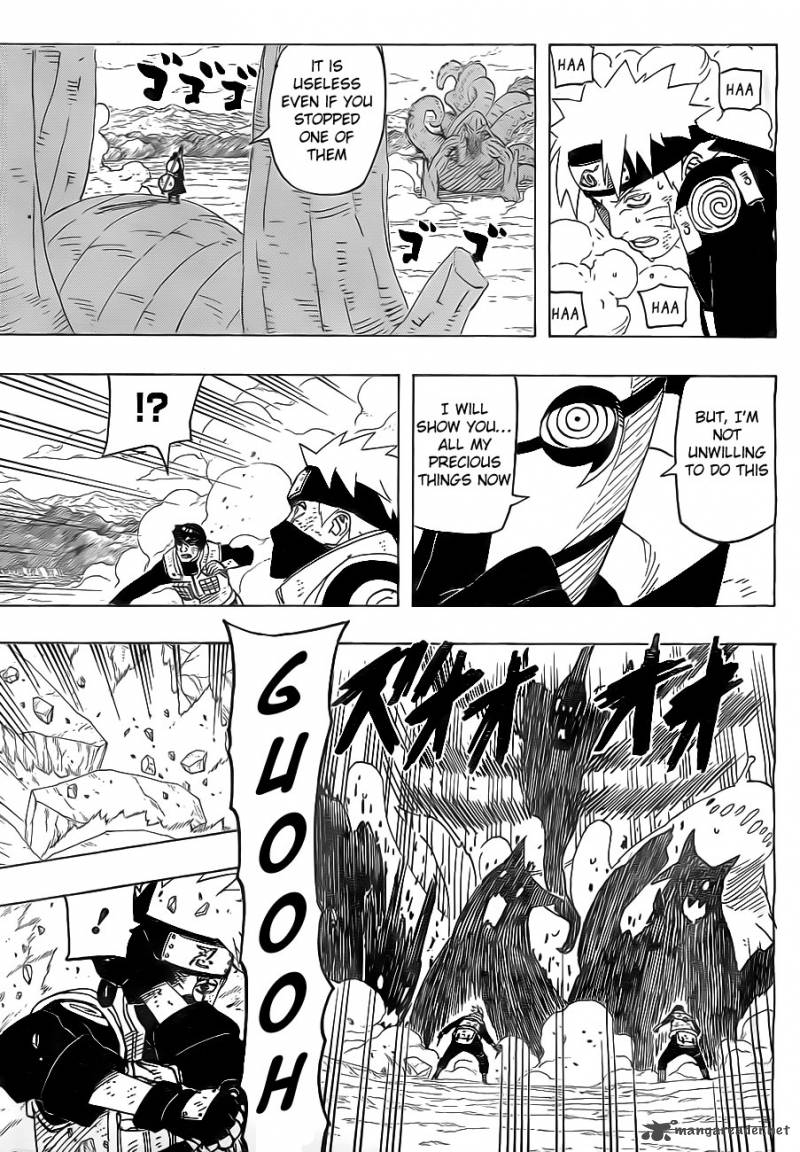 HAA
HAA
HAA
HAA
HAA
IT IS
USELESS
EVEN IF YOU
STOPPED
ONE OF
THEM
ゴゴゴ
ゴゴ
BUT, I'M
NOT
UNWILLING
TO DO THIS
I WILL
SHOW YOU...
ALL MY
PRECIOUS
THINGS NOW
!?
ズオオオオ
GUOOOOH
!
mangareader.net